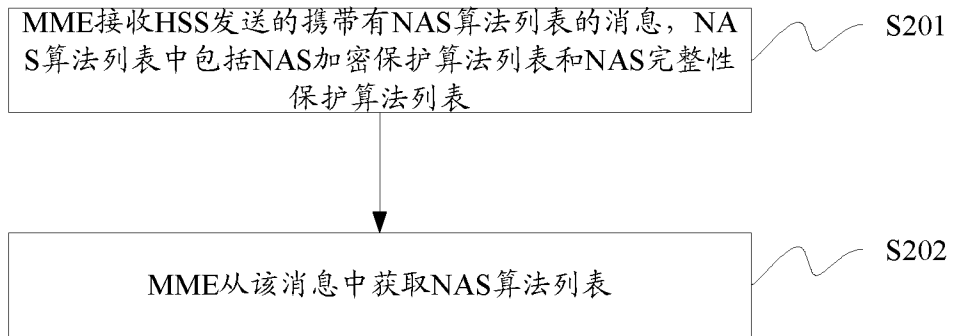 MME接收HSS发送的携带有NAS算法列表的消息，NA
S算法列表中包括NAS加密保护算法列表和NAS完整性
保护算法列表
S201
MME从该消息中获取NAS算法列表
S202